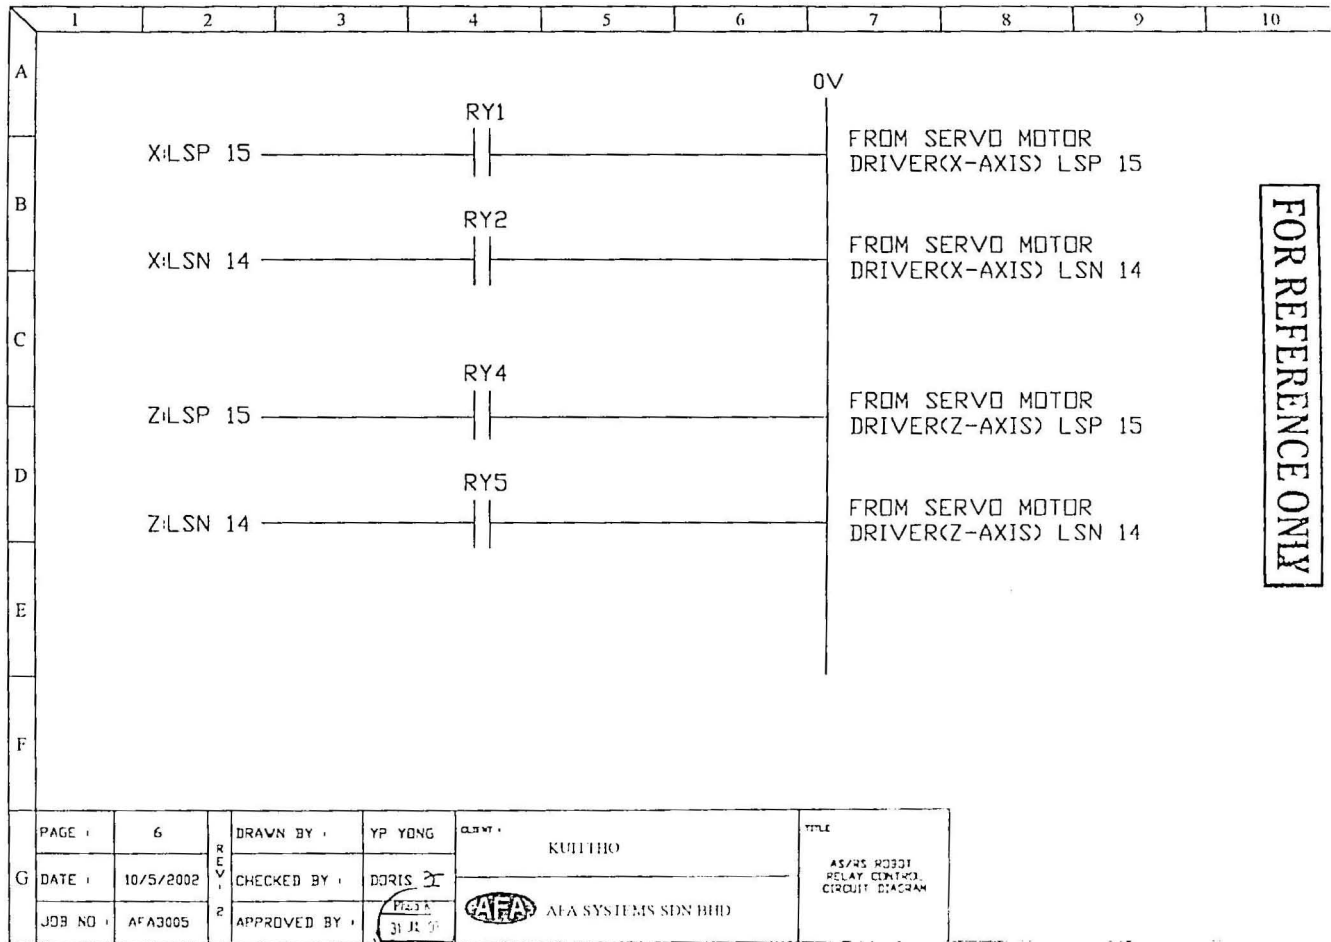 1 2 3 4 5 6 7 8 9 10
A
B
C
D
E
F
G
0V
RY1
X:LSP 15
FROM SERVO MOTOR
DRIVER(X-AXIS) LSP 15
RY2
X:LSN 14
FROM SERVO MOTOR
DRIVER(X-AXIS) LSN 14
RY4
Z:LSP 15
FROM SERVO MOTOR
DRIVER(Z-AXIS) LSP 15
RY5
Z:LSN 14
FROM SERVO MOTOR
DRIVER(Z-AXIS) LSN 14
FOR REFERENCE ONLY
PAGE : 6
DATE : 10/5/2002
JOB NO : AFA3005
REV: 2
DRAWN BY : YP YONG
CHECKED BY : DORIS
APPROVED BY :
CLIENT :
KUITTHO
AFA AFA SYSTEMS SDN BHD
TITLE
AS/RS ROBOT
RELAY CONTROL
CIRCUIT DIAGRAM